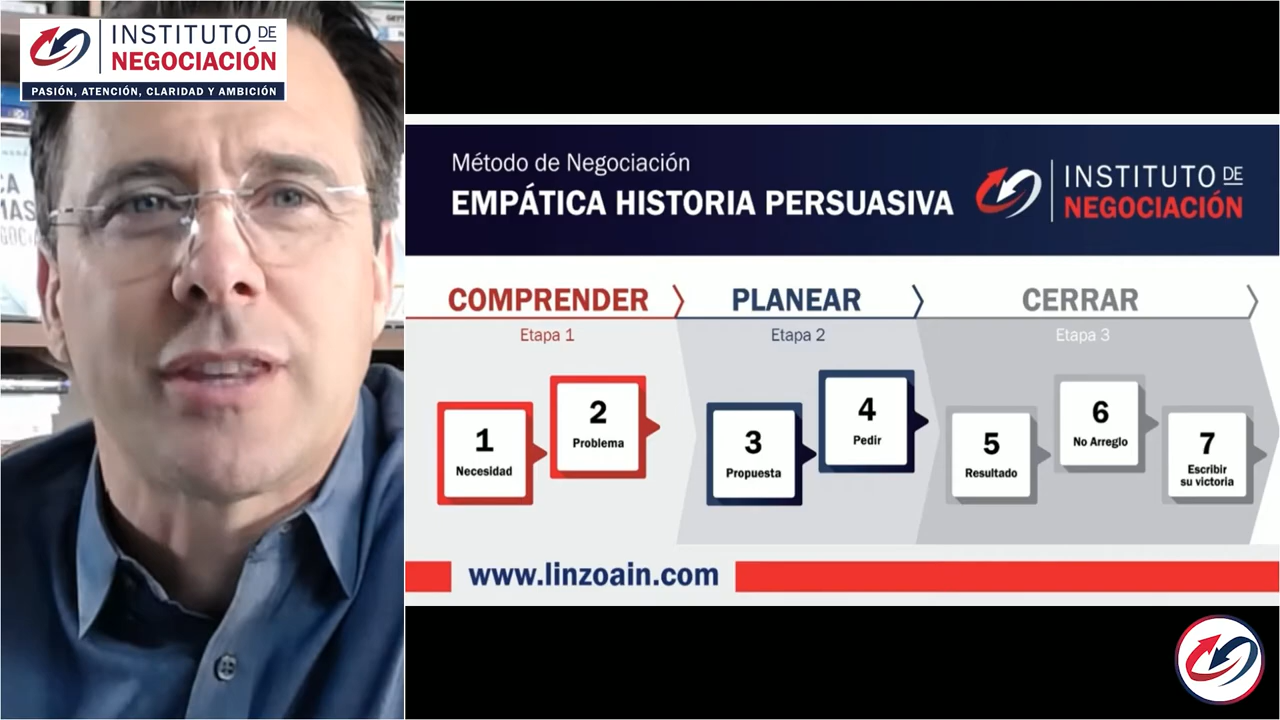 INSTITUTO DE
NEGOCIACIÓN
PASIÓN, ATENCIÓN, CLARIDAD Y AMBICIÓN
Método de Negociación
EMPÁTICA HISTORIA PERSUASIVA
INSTITUTO DE
NEGOCIACIÓN
COMPRENDER
PLANEAR
CERRAR
Etapa 1
Etapa 2
Etapa 3
1
Necesidad
2
Problema
3
Propuesta
4
Pedir
5
Resultado
6
No Arreglo
7
Escribir
su victoria
www.linzoain.com